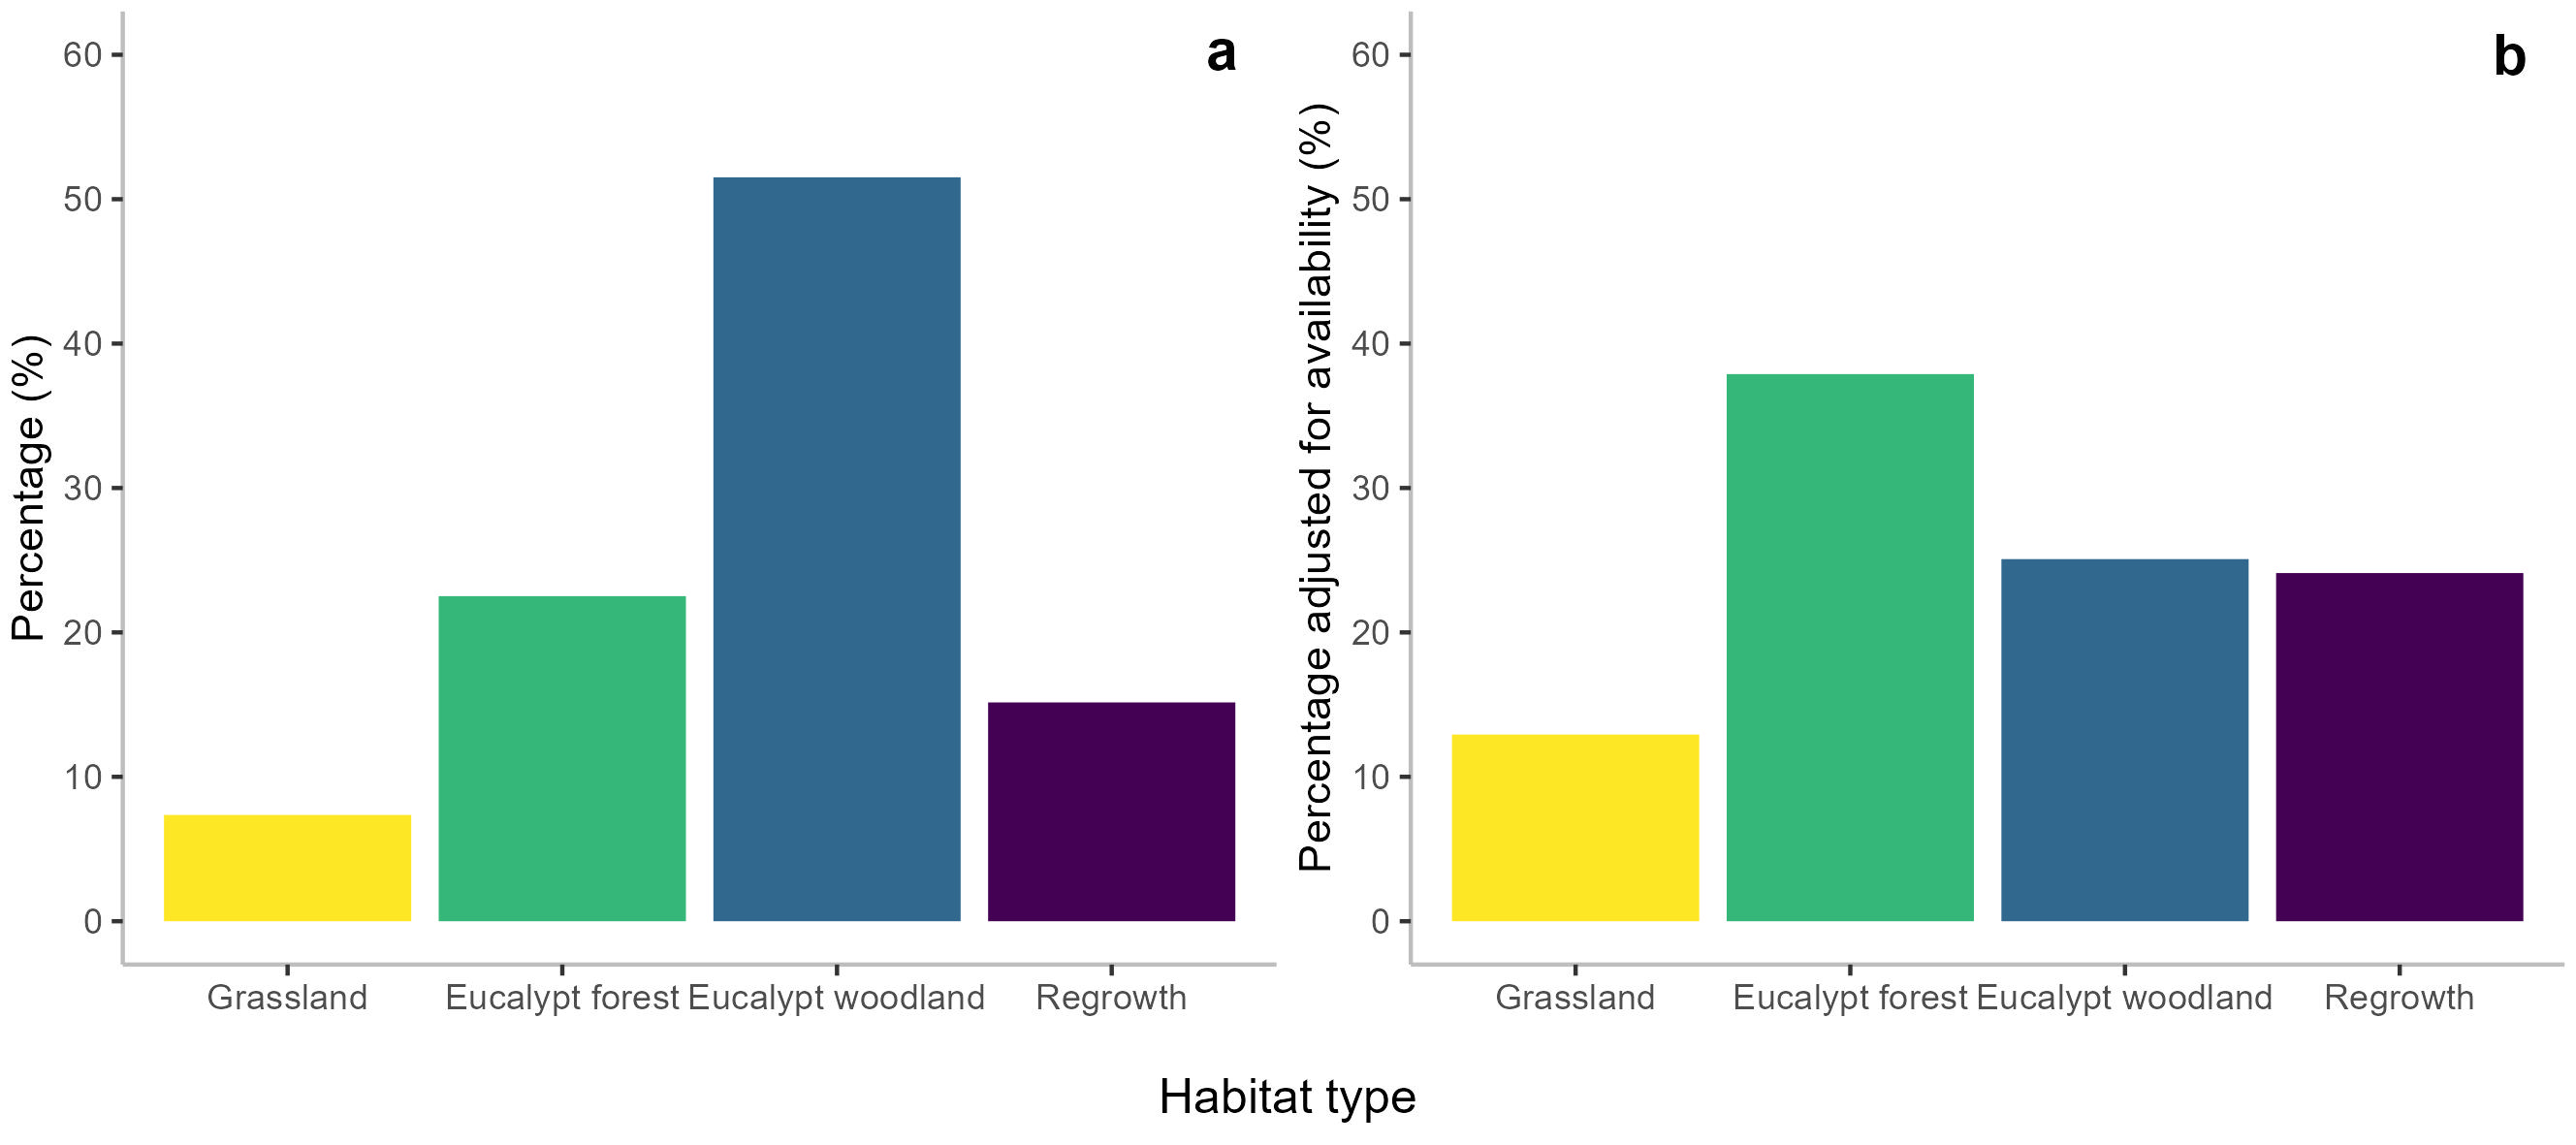 a
Percentage (%)
60
50
40
30
20
10
0
Grassland
Eucalypt forest
Eucalypt woodland
Regrowth
b
Percentage adjusted for availability (%)
60
50
40
30
20
10
0
Grassland
Eucalypt forest
Eucalypt woodland
Regrowth
Habitat type